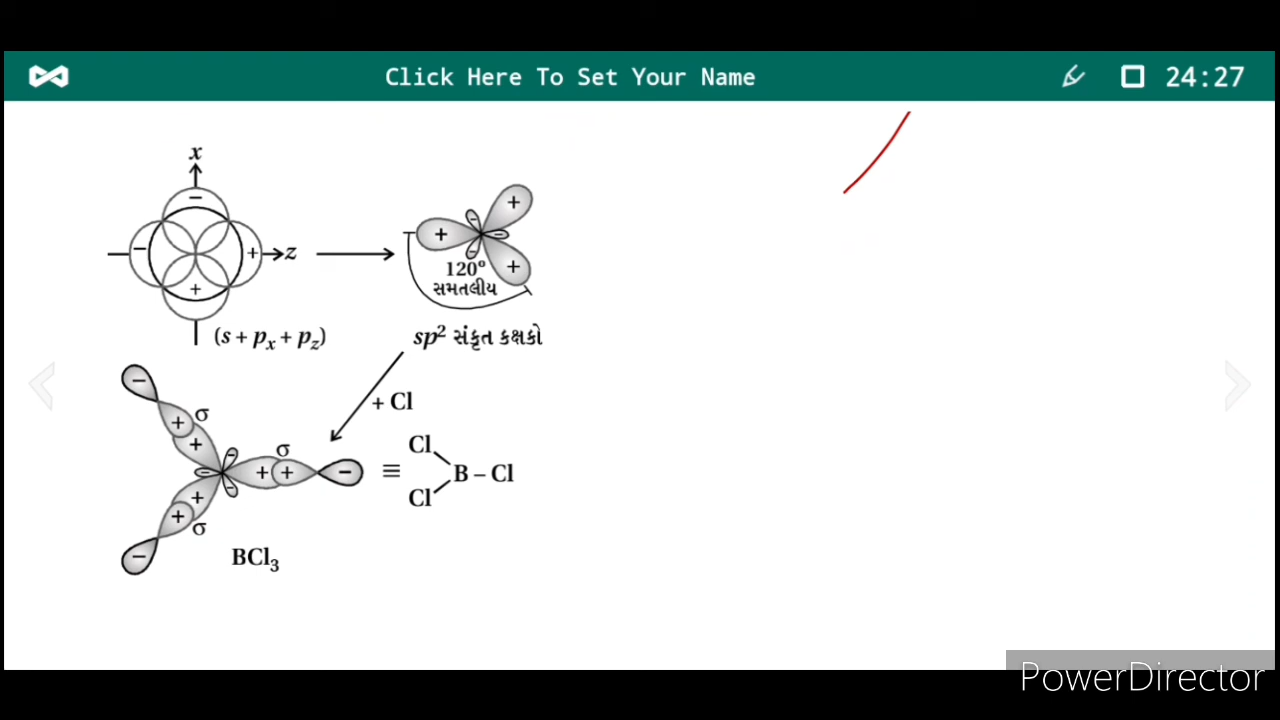 Click Here To Set Your Name
24:27
x
−
− + z
+
(s + pₓ + p_z)
+
+
+
− − −
120°
સમતલીય
sp² સંકૃત કક્ષકો
+ Cl
−
+ σ
+
− − −
+ + −
σ
+
+ σ
−
≡
Cl
B – Cl
Cl
BCl₃
PowerDirector